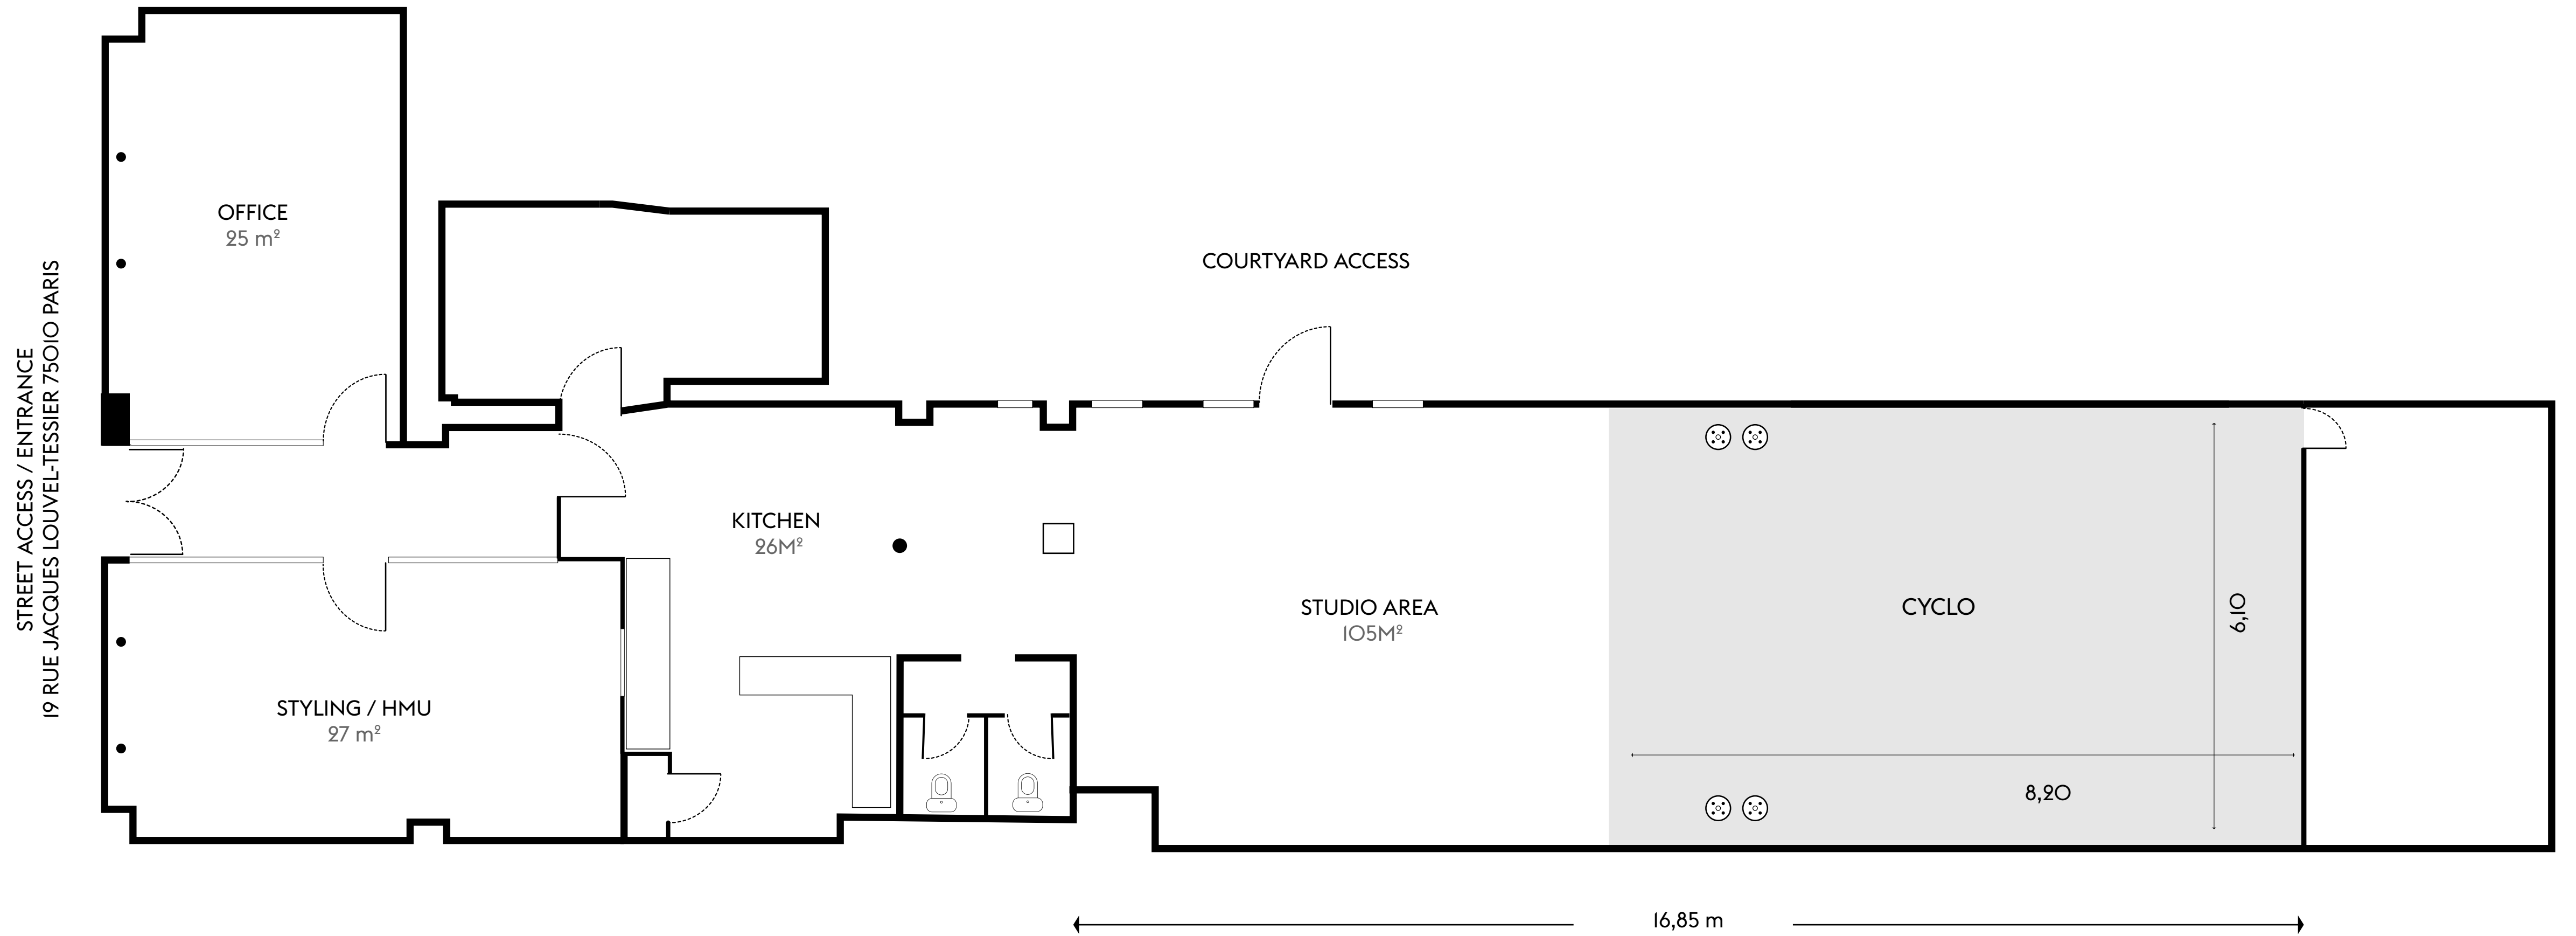 STREET ACCESS / ENTRANCE
19 RUE JACQUES LOUVEL-TESSIER 75010 PARIS
OFFICE
25 m²
COURTYARD ACCESS
KITCHEN
26M²
STUDIO AREA
105M²
CYCLO
6,10
8,20
STYLING / HMU
27 m²
16,85 m